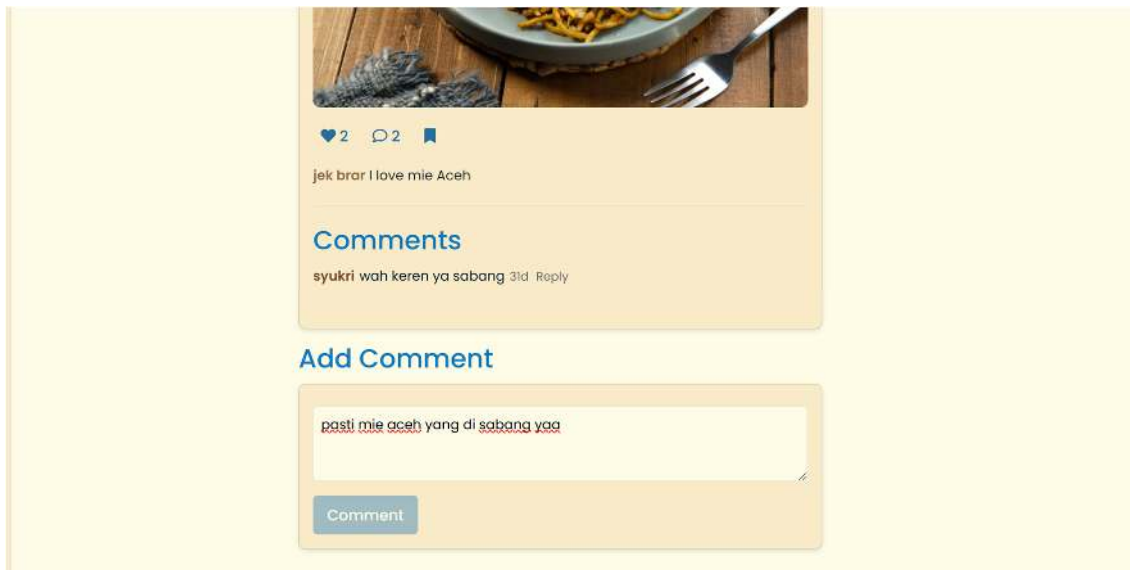 2 2
jek brar I love mie Aceh
Comments
syukri wah keren ya sabang 31d Reply
Add Comment
pasti mie aceh yang di sabang yaa
Comment